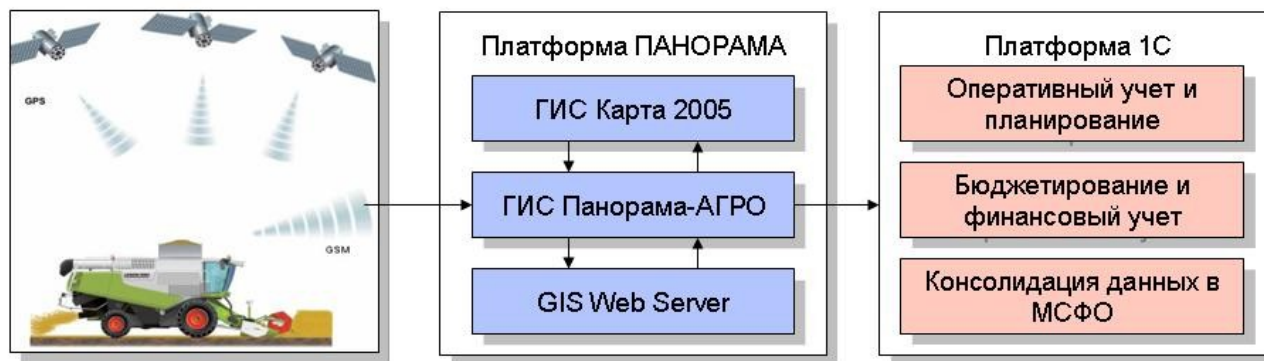 GPS
GSM
Платформа ПАНОРАМА
ГИС Карта 2005
ГИС Панорама-АГРО
GIS Web Server
Платформа 1С
Оперативный учет и
планирование
Бюджетирование и
финансовый учет
Консолидация данных в
МСФО